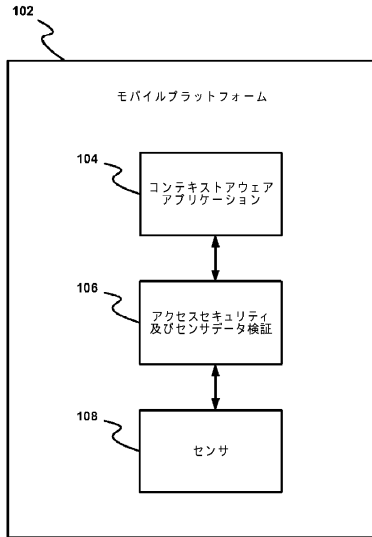 102
モバイルプラットフォーム
104
コンテキストアウェア
アプリケーション
106
アクセスセキュリティ
及びセンサデータ検証
108
センサ